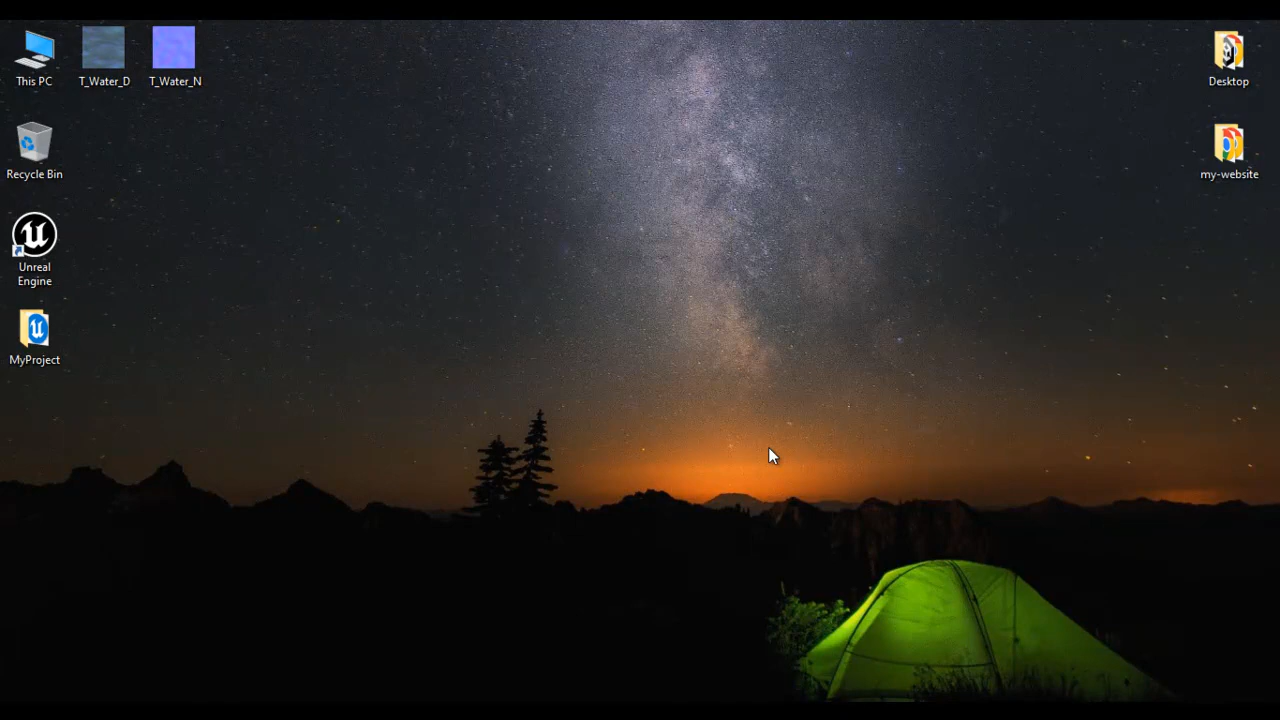 This PC
T_Water_D
T_Water_N
Recycle Bin
Unreal
Engine
MyProject
Desktop
my-website